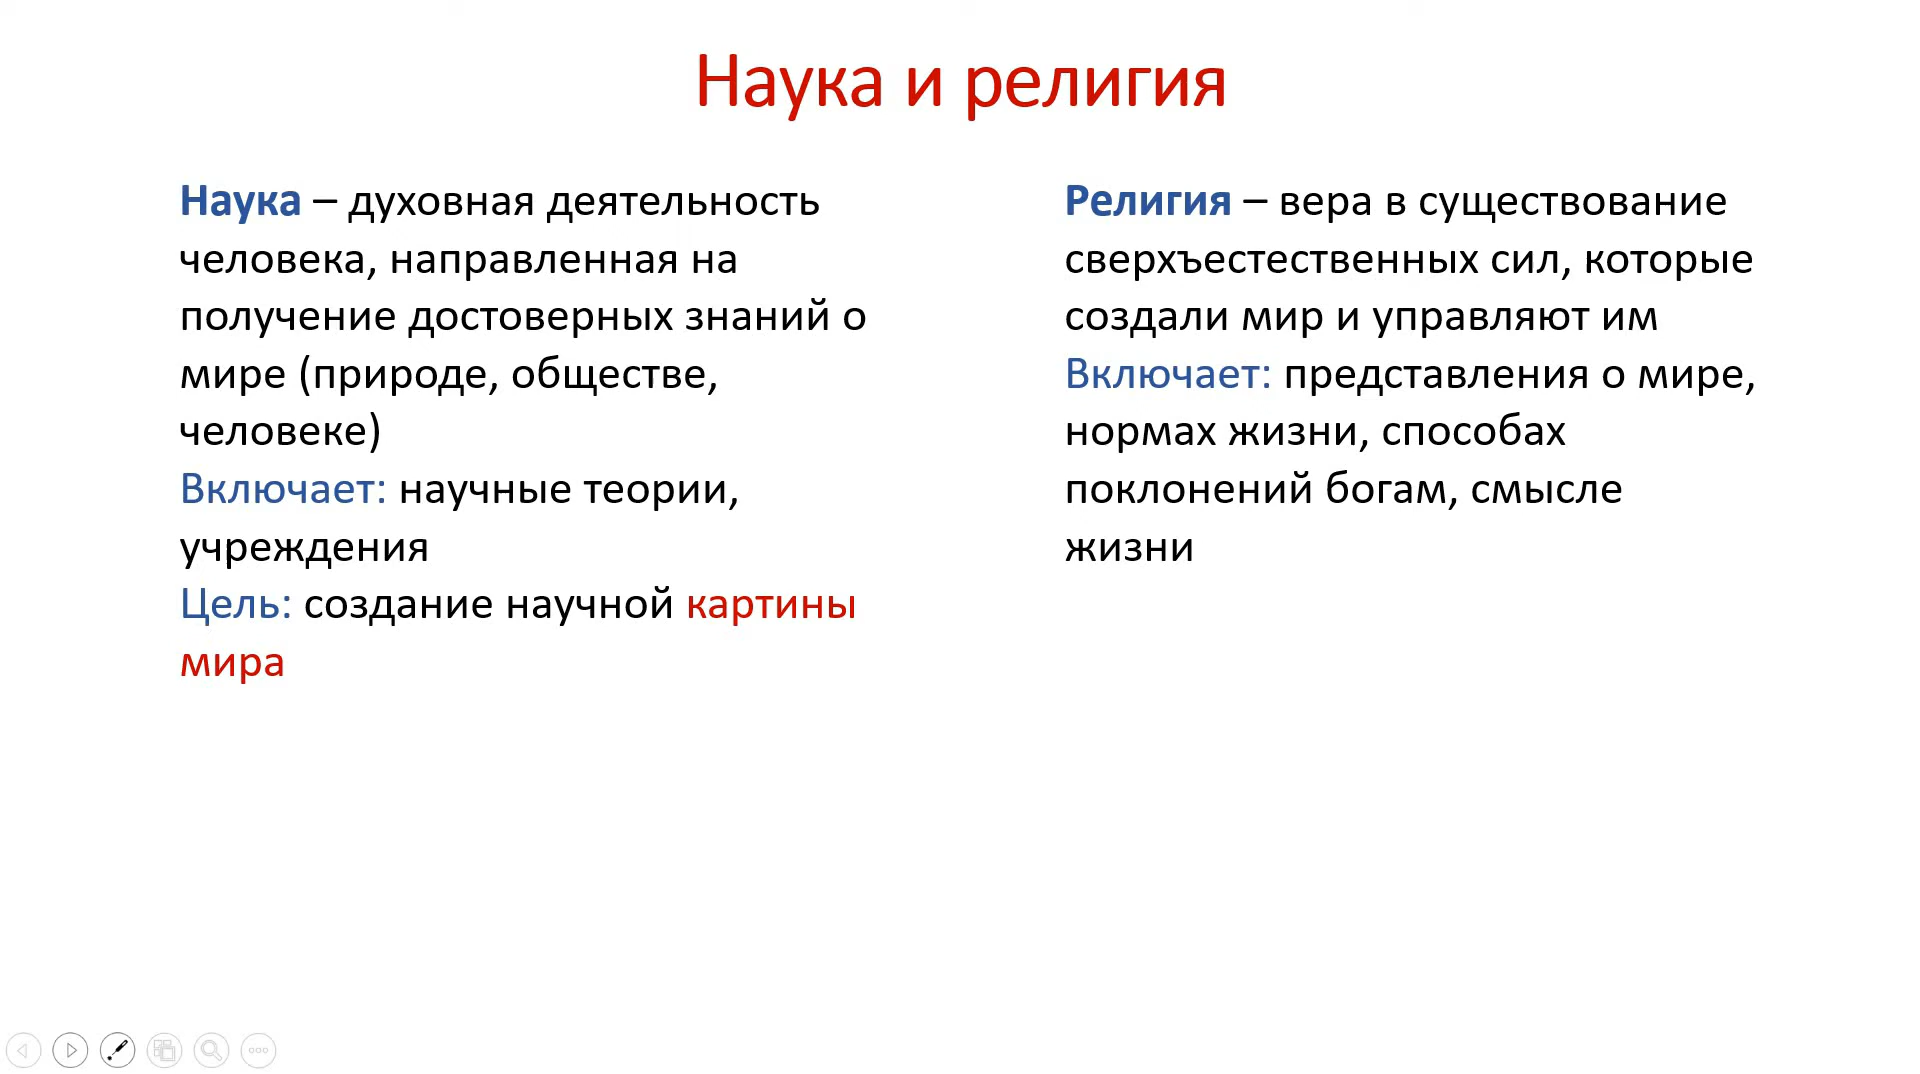 Наука и религия
Наука – духовная деятельность
человека, направленная на
получение достоверных знаний о
мире (природе, обществе,
человеке)
Включает: научные теории,
учреждения
Цель: создание научной картины
мира
Религия – вера в существование
сверхъестественных сил, которые
создали мир и управляют им
Включает: представления о мире,
нормах жизни, способах
поклонений богам, смысле
жизни